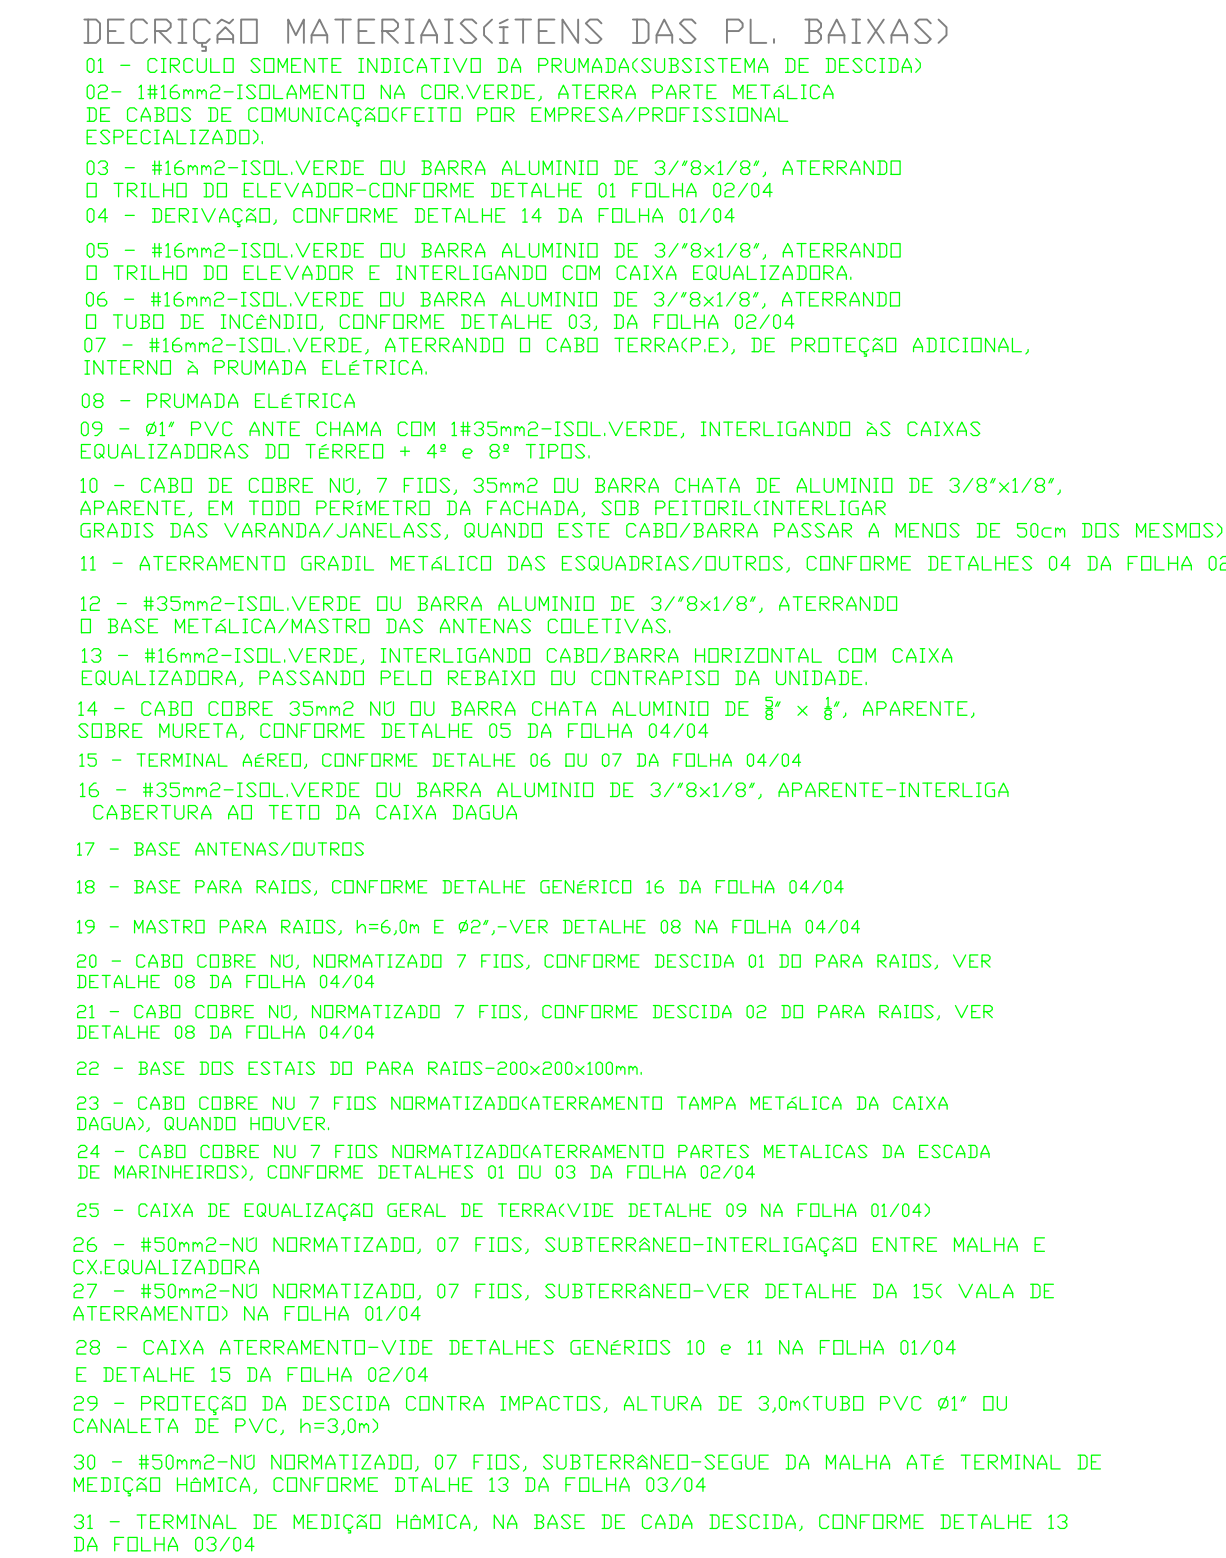 DECRIÇÃO MATERIAIS(ÍTENS DAS PL. BAIXAS)
01 - CIRCULO SOMENTE INDICATIVO DA PRUMADA(SUBSISTEMA DE DESCIDA)
02- 1#16mm2-ISOLAMENTO NA COR.VERDE, ATERRA PARTE METÁLICA
DE CABOS DE COMUNICAÇÃO(FEITO POR EMPRESA/PROFISSIONAL
ESPECIALIZADO).
03 - #16mm2-ISOL.VERDE OU BARRA ALUMINIO DE 3/"8x1/8", ATERRANDO
O TRILHO DO ELEVADOR-CONFORME DETALHE 01 FOLHA 02/04
04 - DERIVAÇÃO, CONFORME DETALHE 14 DA FOLHA 01/04
05 - #16mm2-ISOL.VERDE OU BARRA ALUMINIO DE 3/"8x1/8", ATERRANDO
O TRILHO DO ELEVADOR E INTERLIGANDO COM CAIXA EQUALIZADORA.
06 - #16mm2-ISOL.VERDE OU BARRA ALUMINIO DE 3/"8x1/8", ATERRANDO
O TUBO DE INCÊNDIO, CONFORME DETALHE 03, DA FOLHA 02/04
07 - #16mm2-ISOL.VERDE, ATERRANDO O CABO TERRA(P.E), DE PROTEÇÃO ADICIONAL,
INTERNO À PRUMADA ELÉTRICA.
08 - PRUMADA ELÉTRICA
09 - Ø1" PVC ANTE CHAMA COM 1#35mm2-ISOL.VERDE, INTERLIGANDO ÀS CAIXAS
EQUALIZADORAS DO TÉRREO + 4º e 8º TIPOS.
10 - CABO DE COBRE NÚ, 7 FIOS, 35mm2 OU BARRA CHATA DE ALUMINIO DE 3/8"x1/8",
APARENTE, EM TODO PERÍMETRO DA FACHADA, SOB PEITORIL(INTERLIGAR
GRADIS DAS VARANDA/JANELASS, QUANDO ESTE CABO/BARRA PASSAR A MENOS DE 50cm DOS MESMOS)
11 - ATERRAMENTO GRADIL METÁLICO DAS ESQUADRIAS/OUTROS, CONFORME DETALHES 04 DA FOLHA 02
12 - #35mm2-ISOL.VERDE OU BARRA ALUMINIO DE 3/"8x1/8", ATERRANDO
O BASE METÁLICA/MASTRO DAS ANTENAS COLETIVAS.
13 - #16mm2-ISOL.VERDE, INTERLIGANDO CABO/BARRA HORIZONTAL COM CAIXA
EQUALIZADORA, PASSANDO PELO REBAIXO OU CONTRAPISO DA UNIDADE.
14 - CABO COBRE 35mm2 NÚ OU BARRA CHATA ALUMINIO DE 5/8" x 1/8", APARENTE,
SOBRE MURETA, CONFORME DETALHE 05 DA FOLHA 04/04
15 - TERMINAL AÉREO, CONFORME DETALHE 06 OU 07 DA FOLHA 04/04
16 - #35mm2-ISOL.VERDE OU BARRA ALUMINIO DE 3/"8x1/8", APARENTE-INTERLIGA
CABERTURA AO TETO DA CAIXA DAGUA
17 - BASE ANTENAS/OUTROS
18 - BASE PARA RAIOS, CONFORME DETALHE GENÉRICO 16 DA FOLHA 04/04
19 - MASTRO PARA RAIOS, h=6,0m E Ø2",-VER DETALHE 08 NA FOLHA 04/04
20 - CABO COBRE NÚ, NORMATIZADO 7 FIOS, CONFORME DESCIDA 01 DO PARA RAIOS, VER
DETALHE 08 DA FOLHA 04/04
21 - CABO COBRE NÚ, NORMATIZADO 7 FIOS, CONFORME DESCIDA 02 DO PARA RAIOS, VER
DETALHE 08 DA FOLHA 04/04
22 - BASE DOS ESTAIS DO PARA RAIOS-200x200x100mm.
23 - CABO COBRE NU 7 FIOS NORMATIZADO(ATERRAMENTO TAMPA METÁLICA DA CAIXA
DAGUA), QUANDO HOUVER.
24 - CABO COBRE NU 7 FIOS NORMATIZADO(ATERRAMENTO PARTES METALICAS DA ESCADA
DE MARINHEIROS), CONFORME DETALHES 01 OU 03 DA FOLHA 02/04
25 - CAIXA DE EQUALIZAÇÃO GERAL DE TERRA(VIDE DETALHE 09 NA FOLHA 01/04)
26 - #50mm2-NÚ NORMATIZADO, 07 FIOS, SUBTERRÂNEO-INTERLIGAÇÃO ENTRE MALHA E
CX.EQUALIZADORA
27 - #50mm2-NÚ NORMATIZADO, 07 FIOS, SUBTERRÂNEO-VER DETALHE DA 15( VALA DE
ATERRAMENTO) NA FOLHA 01/04
28 - CAIXA ATERRAMENTO-VIDE DETALHES GENÉRIOS 10 e 11 NA FOLHA 01/04
E DETALHE 15 DA FOLHA 02/04
29 - PROTEÇÃO DA DESCIDA CONTRA IMPACTOS, ALTURA DE 3,0m(TUBO PVC Ø1" OU
CANALETA DE PVC, h=3,0m)
30 - #50mm2-NÚ NORMATIZADO, 07 FIOS, SUBTERRÂNEO-SEGUE DA MALHA ATÉ TERMINAL DE
MEDIÇÃO HÔMICA, CONFORME DTALHE 13 DA FOLHA 03/04
31 - TERMINAL DE MEDIÇÃO HÔMICA, NA BASE DE CADA DESCIDA, CONFORME DETALHE 13
DA FOLHA 03/04